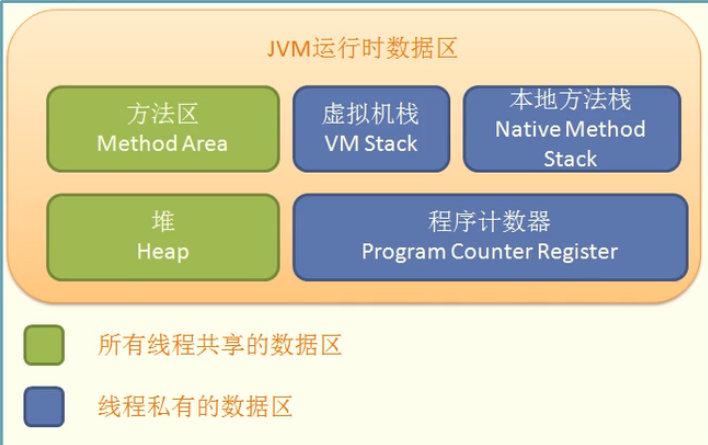 JVM运行时数据区
方法区
Method Area
虚拟机栈
VM Stack
本地方法栈
Native Method
Stack
堆
Heap
程序计数器
Program Counter Register
所有线程共享的数据区
线程私有的数据区